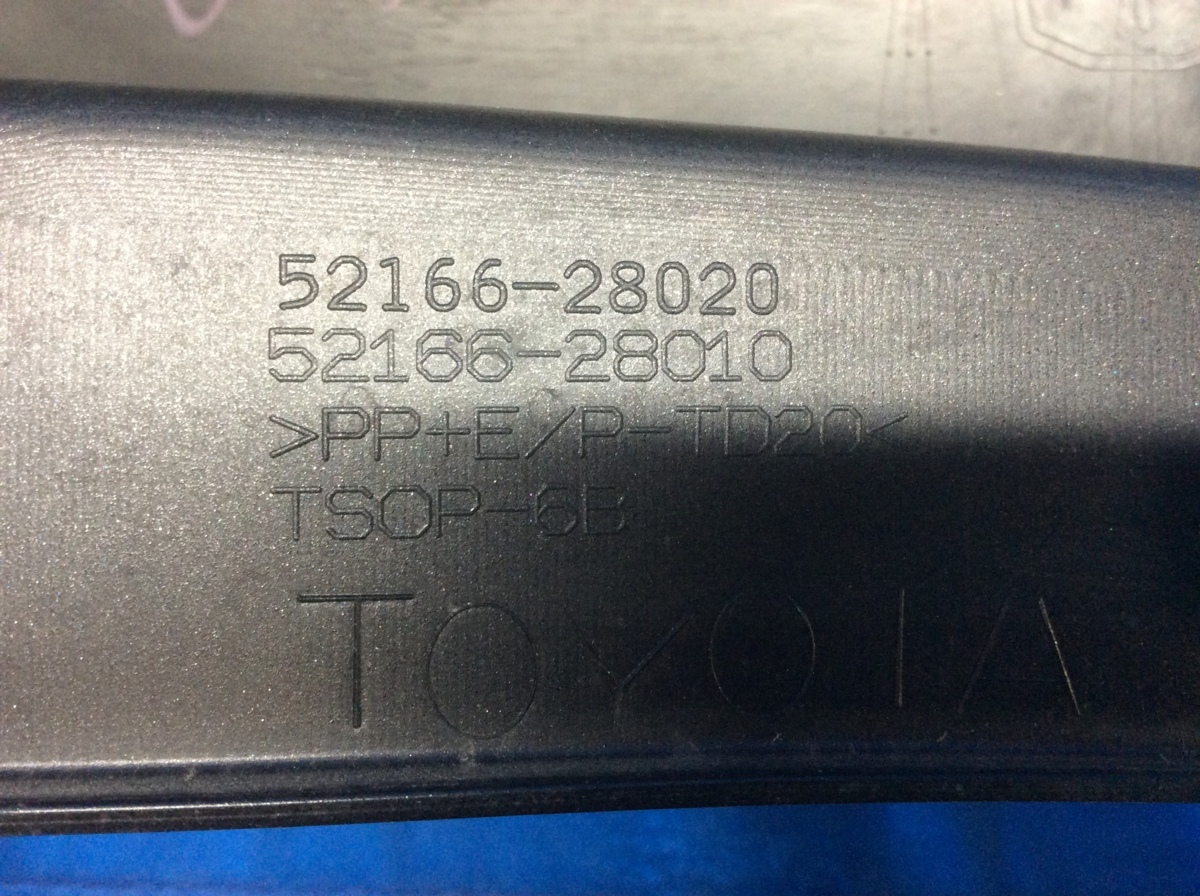 52166-28020
52166-28010
>PP+E/P-TD20<
TSOP-6B
TOYOTA